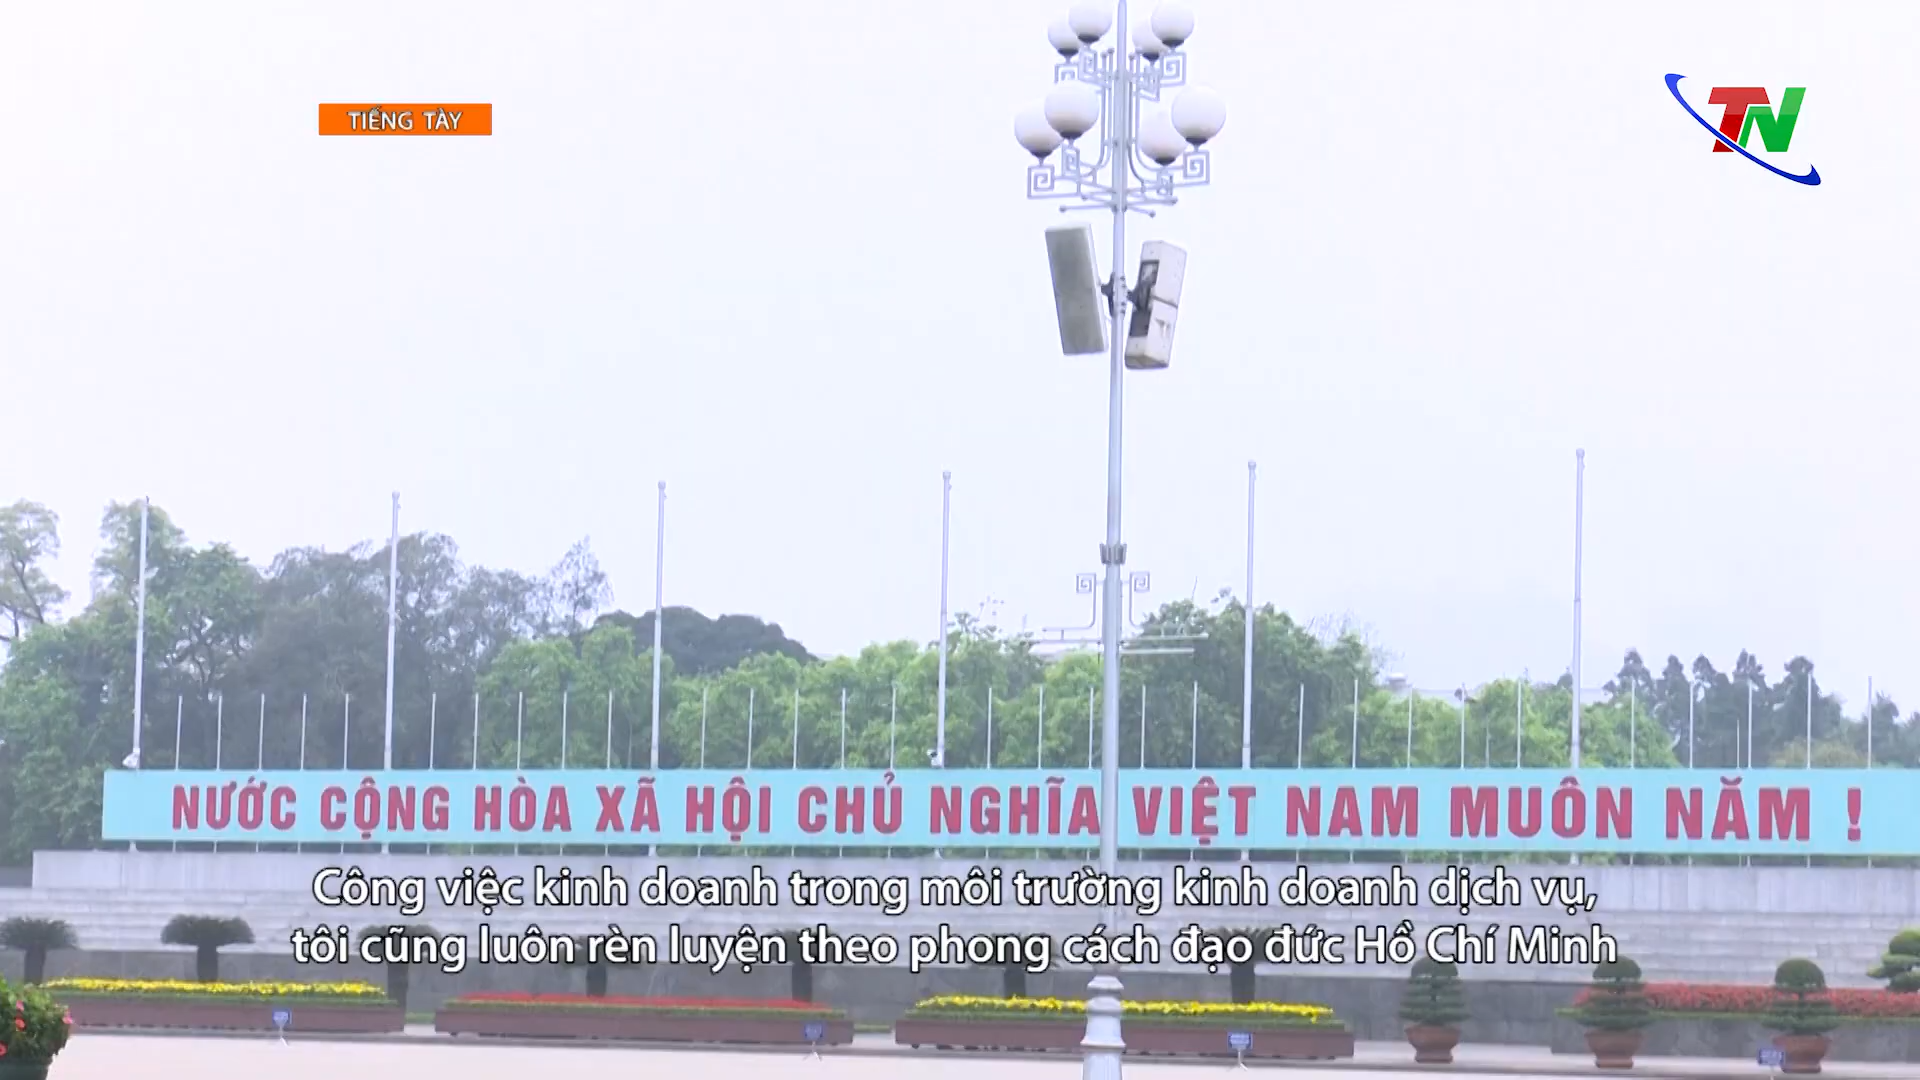 TIẾNG TÀY
TN
NƯỚC CỘNG HÒA XÃ HỘI CHỦ NGHĨA VIỆT NAM MUÔN NĂM !
Công việc kinh doanh trong môi trường kinh doanh dịch vụ,
tôi cũng luôn rèn luyện theo phong cách đạo đức Hồ Chí Minh